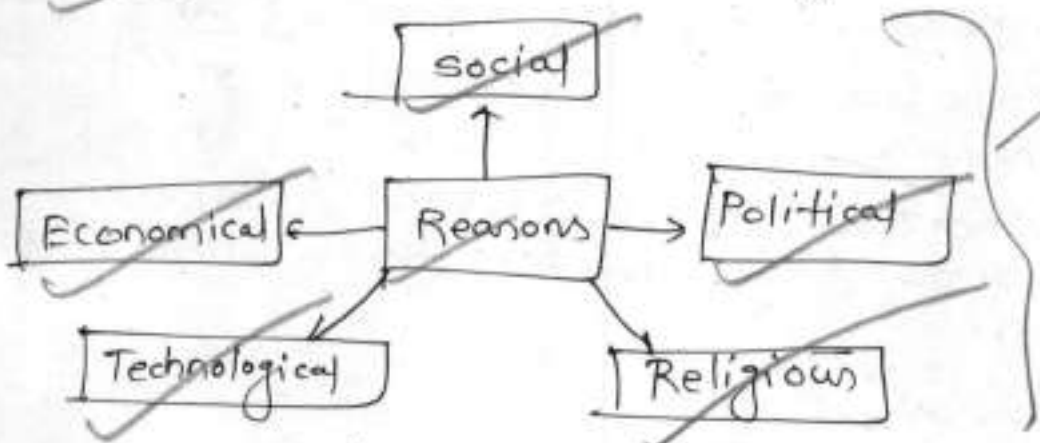 Social
Economical
Reasons
Political
Technological
Religious